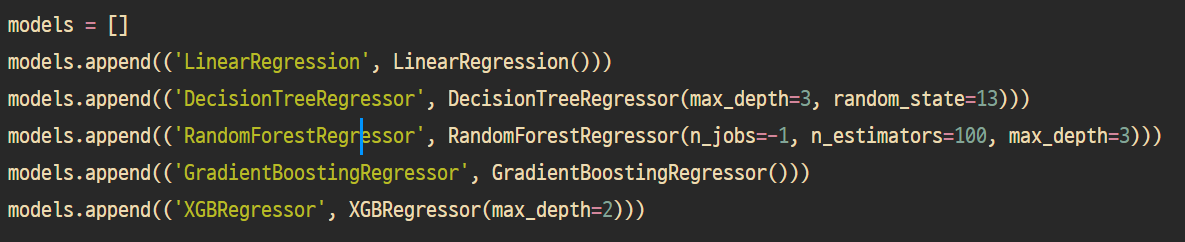 models = []
models.append(('LinearRegression', LinearRegression()))
models.append(('DecisionTreeRegressor', DecisionTreeRegressor(max_depth=3, random_state=13)))
models.append(('RandomForestRegressor', RandomForestRegressor(n_jobs=-1, n_estimators=100, max_depth=3)))
models.append(('GradientBoostingRegressor', GradientBoostingRegressor()))
models.append(('XGBRegressor', XGBRegressor(max_depth=2)))